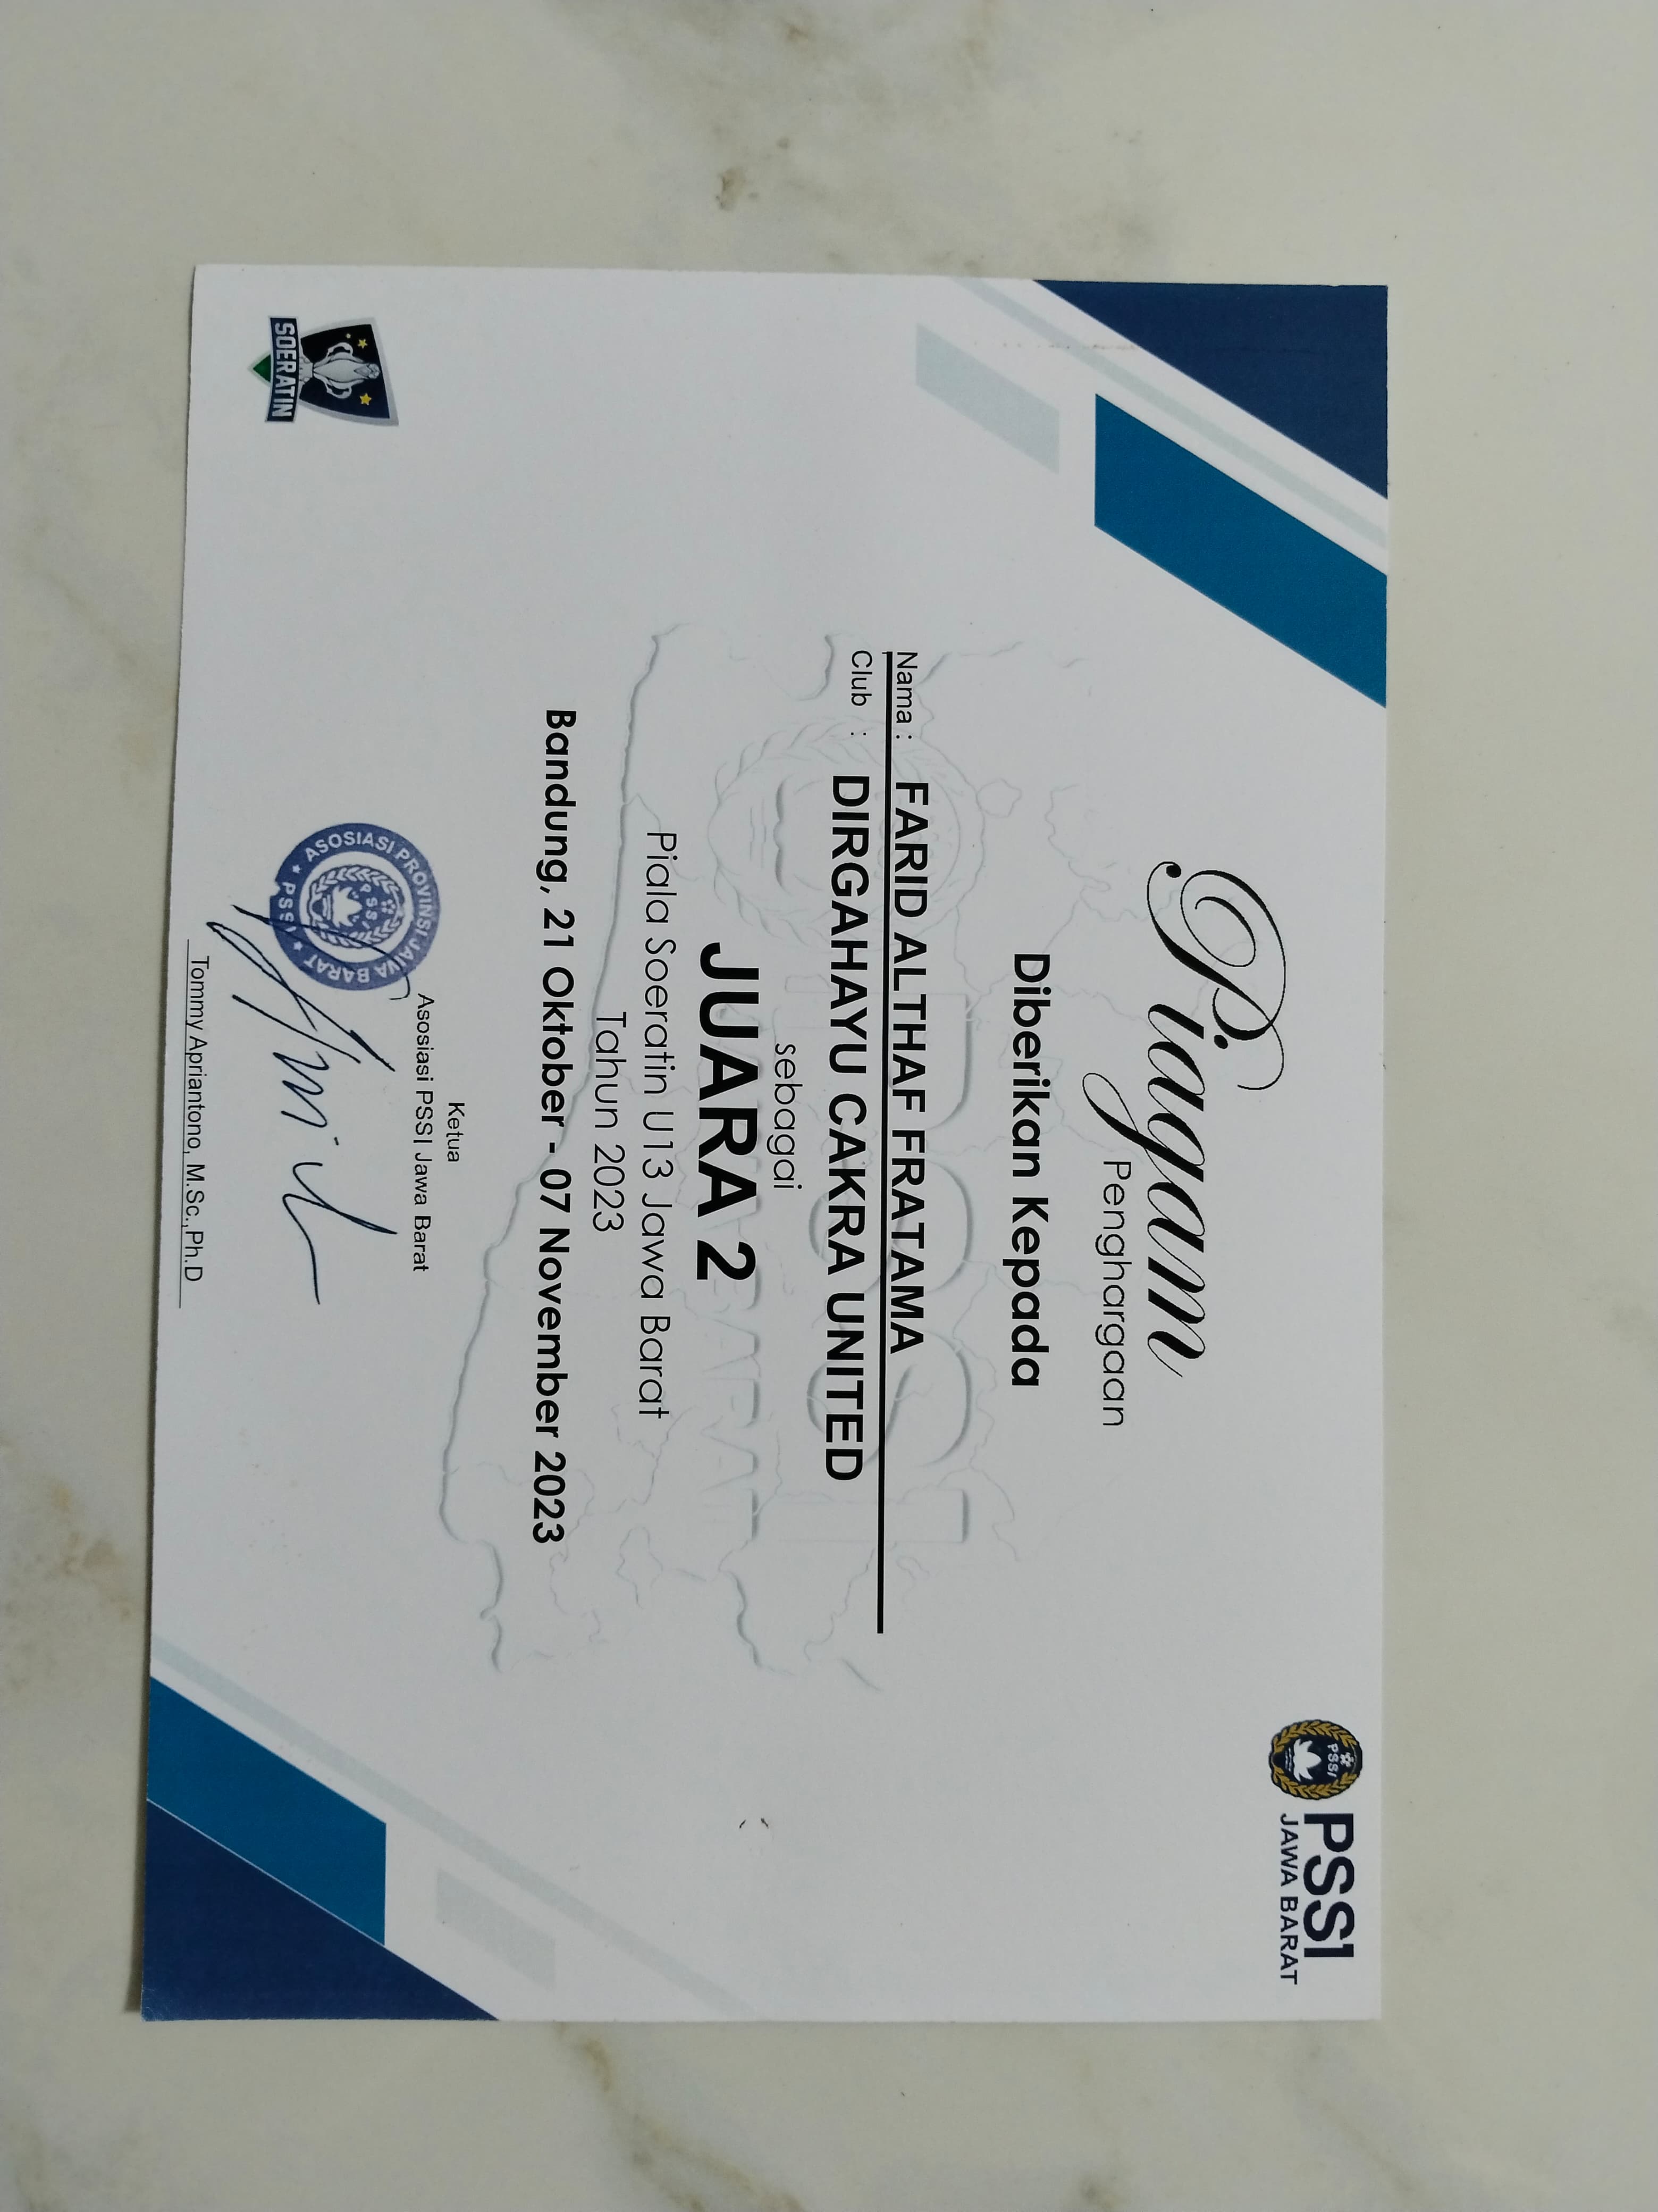 PSSI
JAWA BARAT
Piagam
Penghargaan
Diberikan Kepada
Nama : FARID ALTHAF FRATAMA
Club : DIRGAHAYU CAKRA UNITED
sebagai
JUARA 2
Piala Soeratin U13 Jawa Barat
Tahun 2023
Bandung, 21 Oktober - 07 November 2023
Ketua
Asosiasi PSSI Jawa Barat
ASOSIASI PROVINSI JAWA BARAT
PSSI
Tommy Apriantono, M.Sc.,Ph.D
SOERATIN